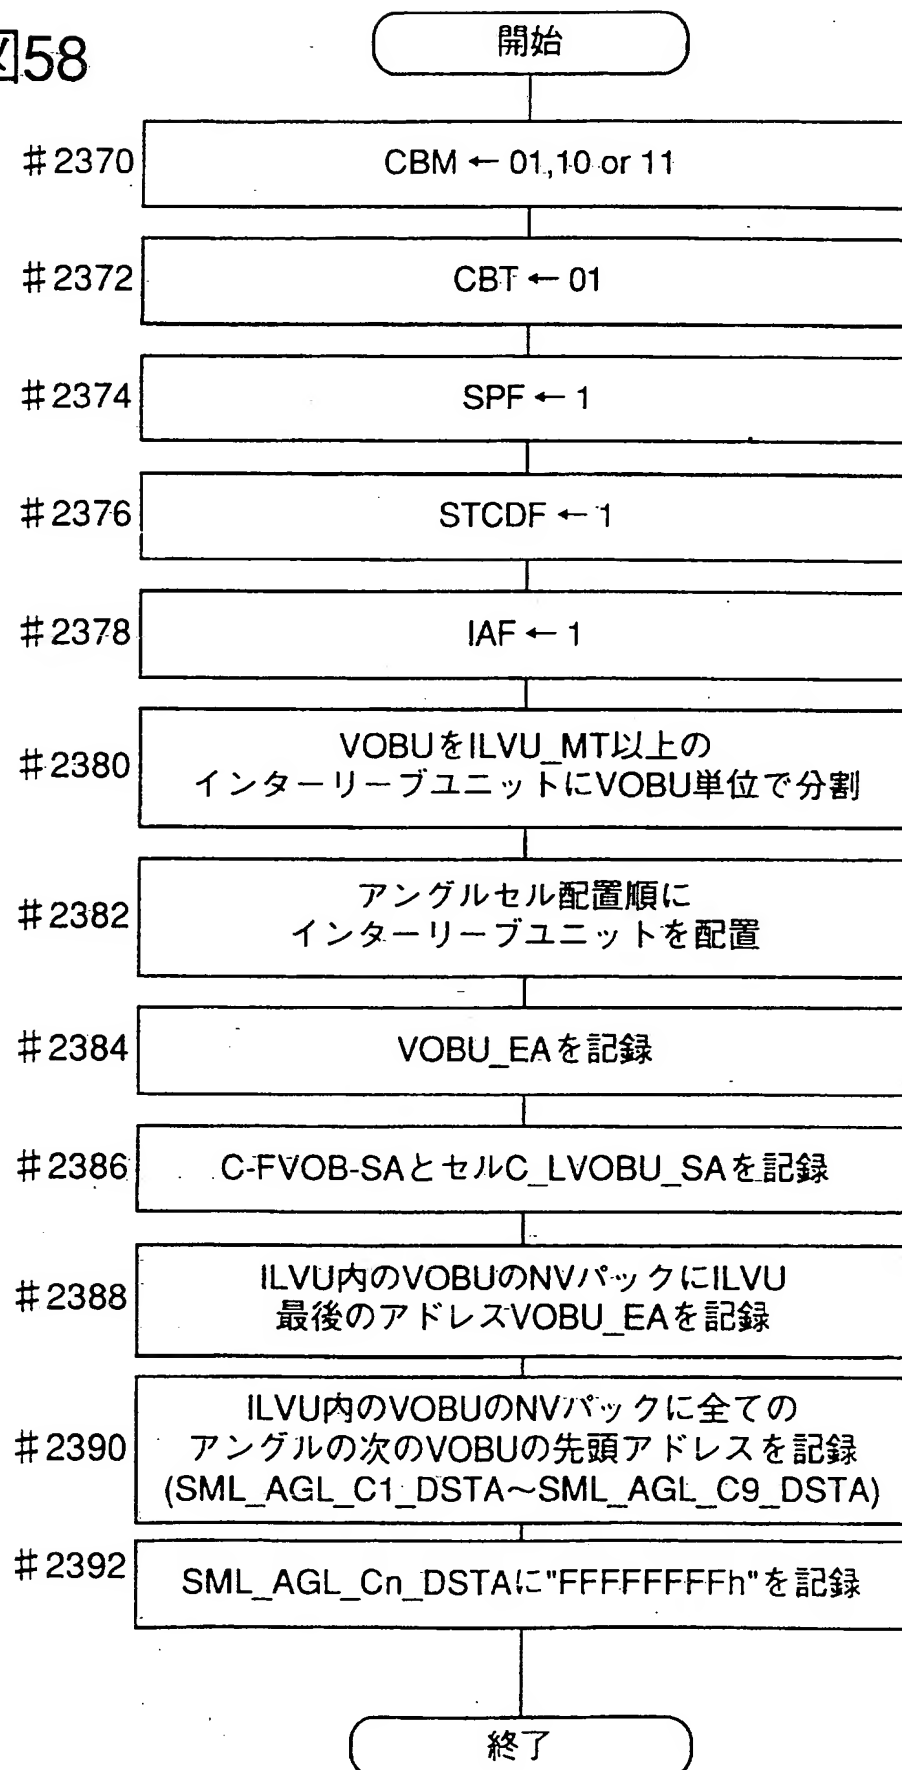 図58
開始
#2370
CBM ← 01,10 or 11
#2372
CBT ← 01
#2374
SPF ← 1
#2376
STCDF ← 1
#2378
IAF ← 1
#2380
VOBUをILVU_MT以上の
インターリーブユニットにVOBU単位で分割
#2382
アングルセル配置順に
インターリーブユニットを配置
#2384
VOBU_EAを記録
#2386
C-FVOB-SAとセルC_LVOBU_SAを記録
#2388
ILVU内のVOBUのNVパックにILVU
最後のアドレスVOBU_EAを記録
#2390
ILVU内のVOBUのNVパックに全ての
アングルの次のVOBUの先頭アドレスを記録
(SML_AGL_C1_DSTA~SML_AGL_C9_DSTA)
#2392
SML_AGL_Cn_DSTAに"FFFFFFFFh"を記録
終了